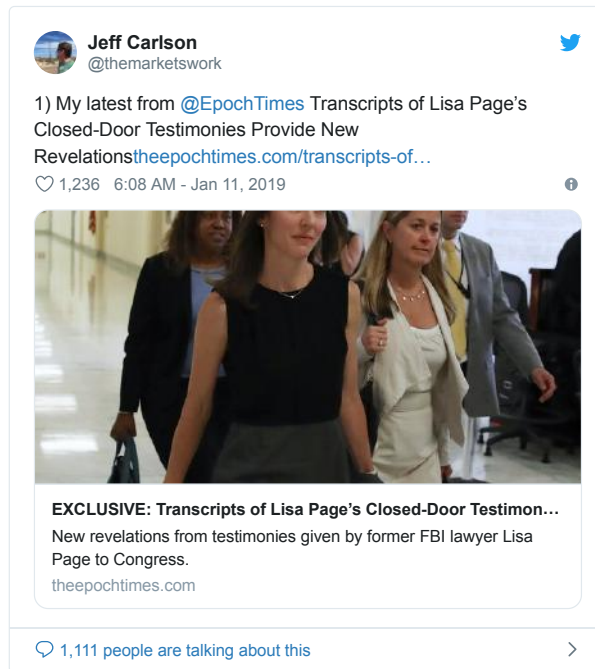 Jeff Carlson
@themarketswork
1) My latest from @EpochTimes Transcripts of Lisa Page’s
Closed-Door Testimonies Provide New
Revelationstheepochtimes.com/transcripts-of…
1,236 6:08 AM - Jan 11, 2019
EXCLUSIVE: Transcripts of Lisa Page’s Closed-Door Testimon…
New revelations from testimonies given by former FBI lawyer Lisa
Page to Congress.
theepochtimes.com
1,111 people are talking about this